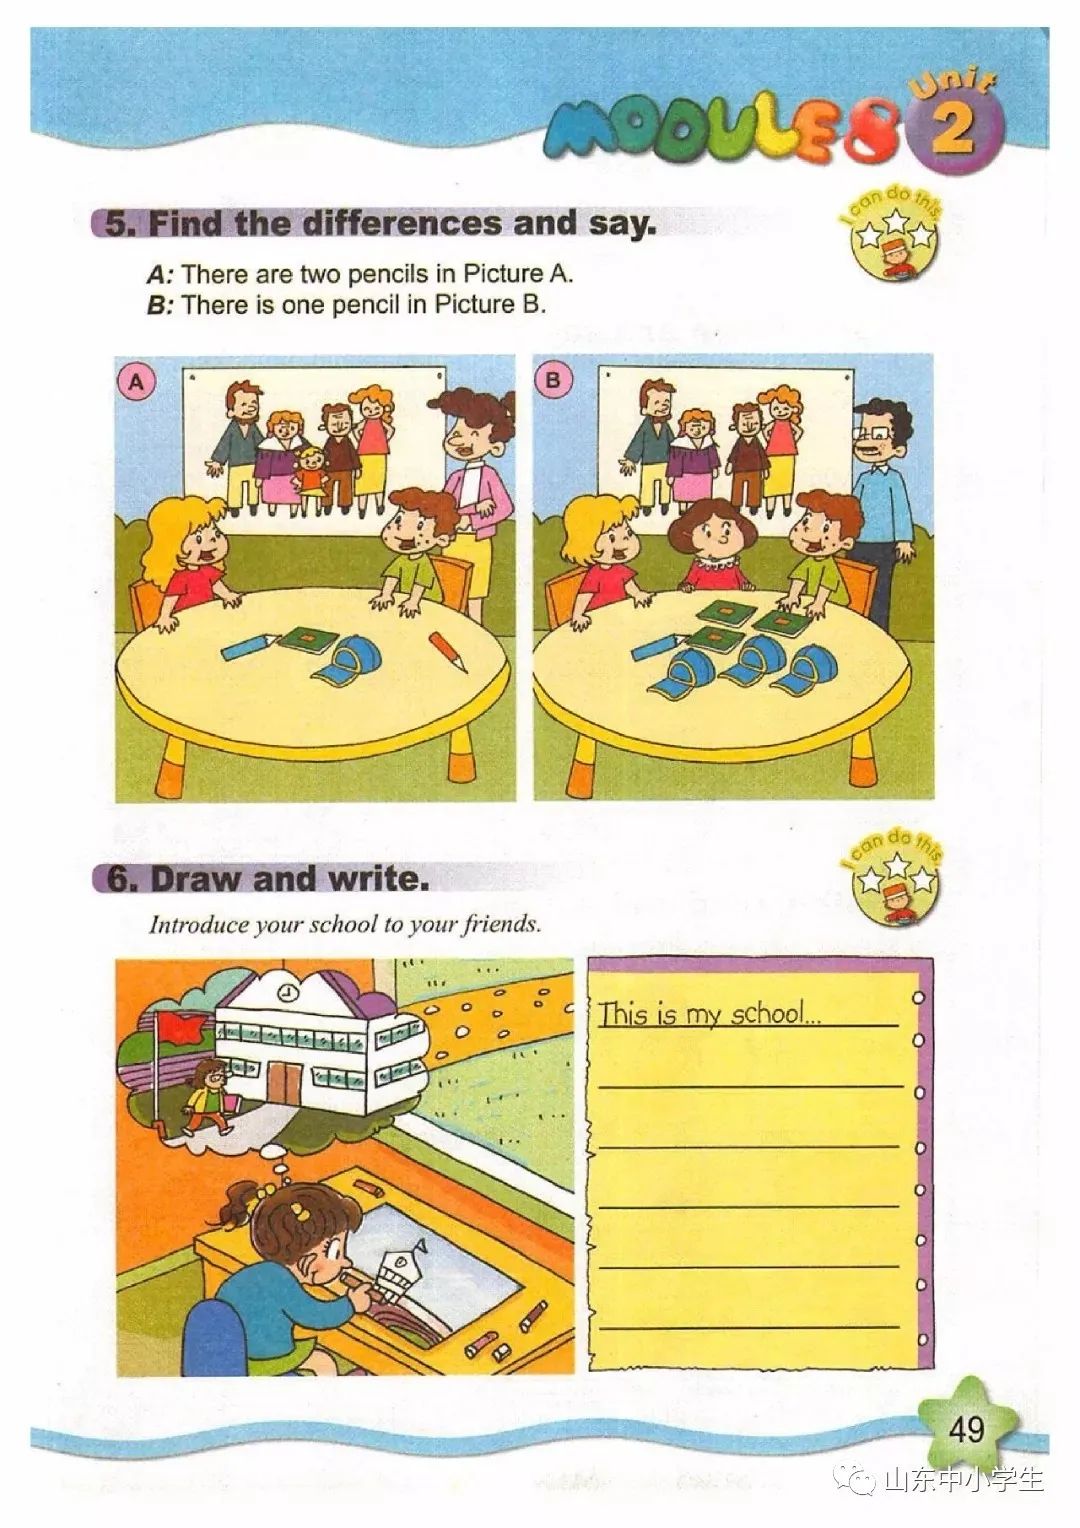 MODULE 8 Unit 2
5. Find the differences and say.
I can do this.
A: There are two pencils in Picture A.
B: There is one pencil in Picture B.
A
B
6. Draw and write.
I can do this.
Introduce your school to your friends.
This is my school...
49
山东中小学生